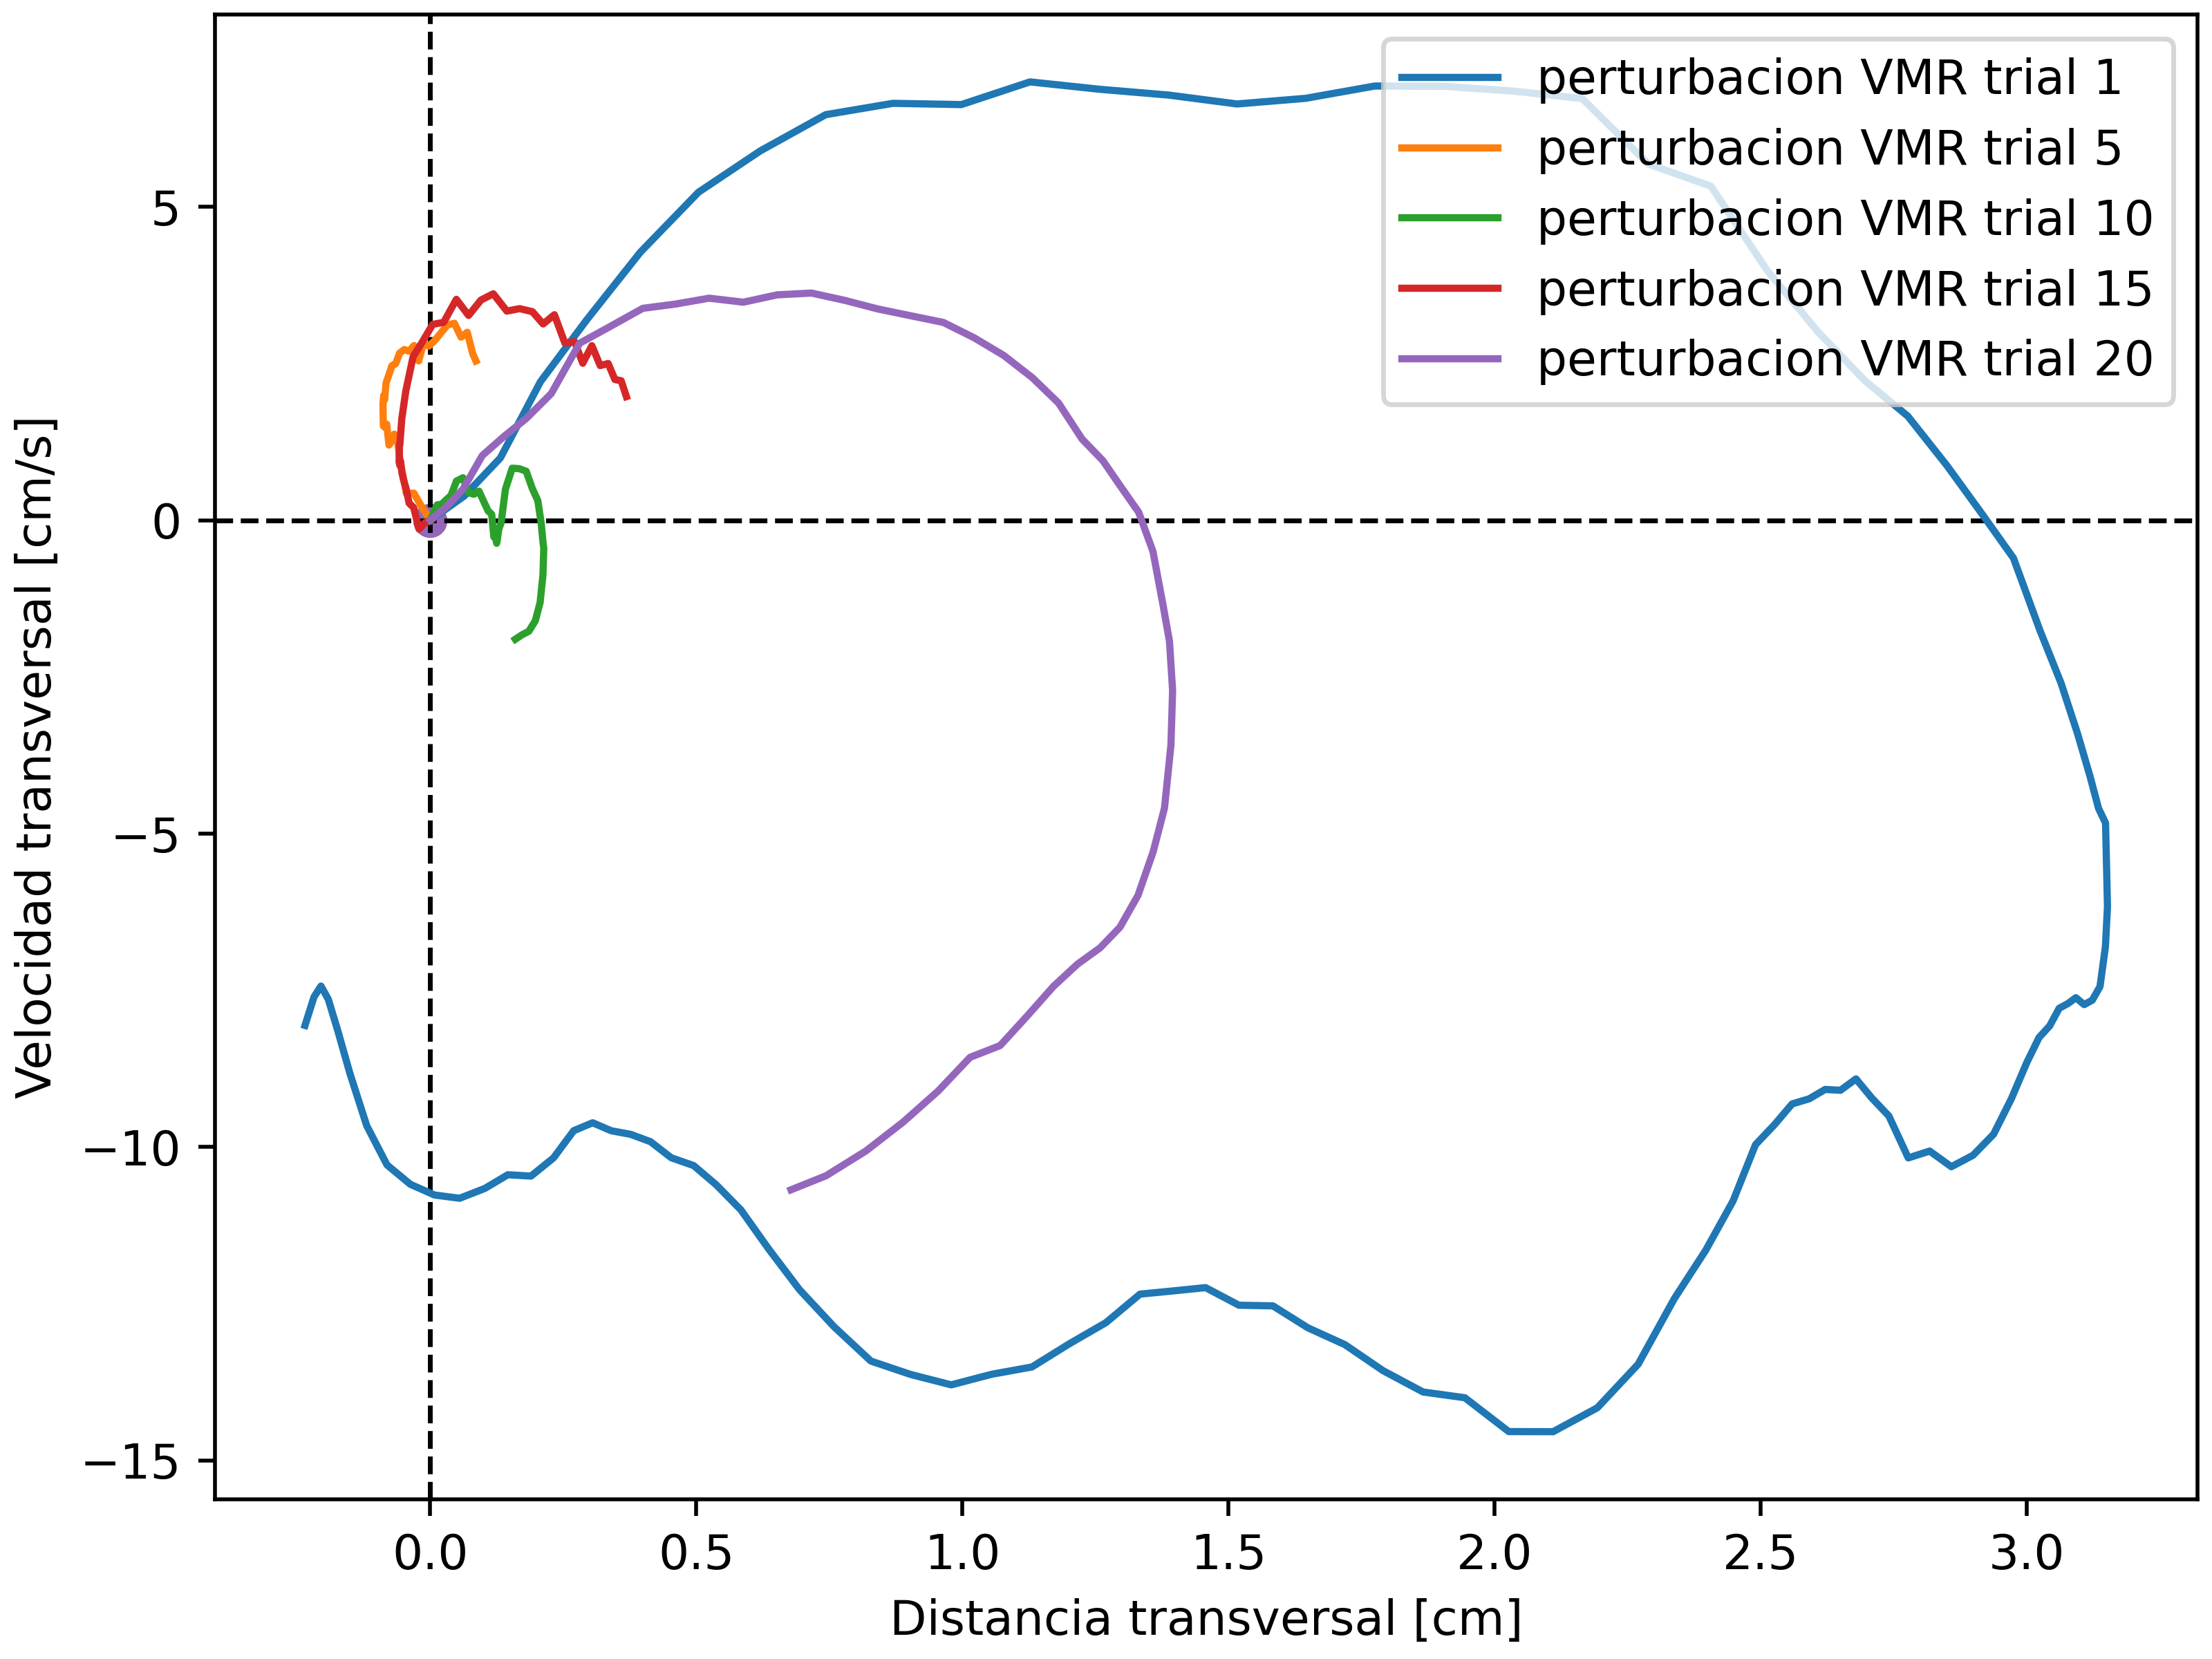 perturbacion VMR trial 1
perturbacion VMR trial 5
perturbacion VMR trial 10
perturbacion VMR trial 15
perturbacion VMR trial 20
Velocidad transversal [cm/s]
5
0
−5
−10
−15
0.0 0.5 1.0 1.5 2.0 2.5 3.0
Distancia transversal [cm]